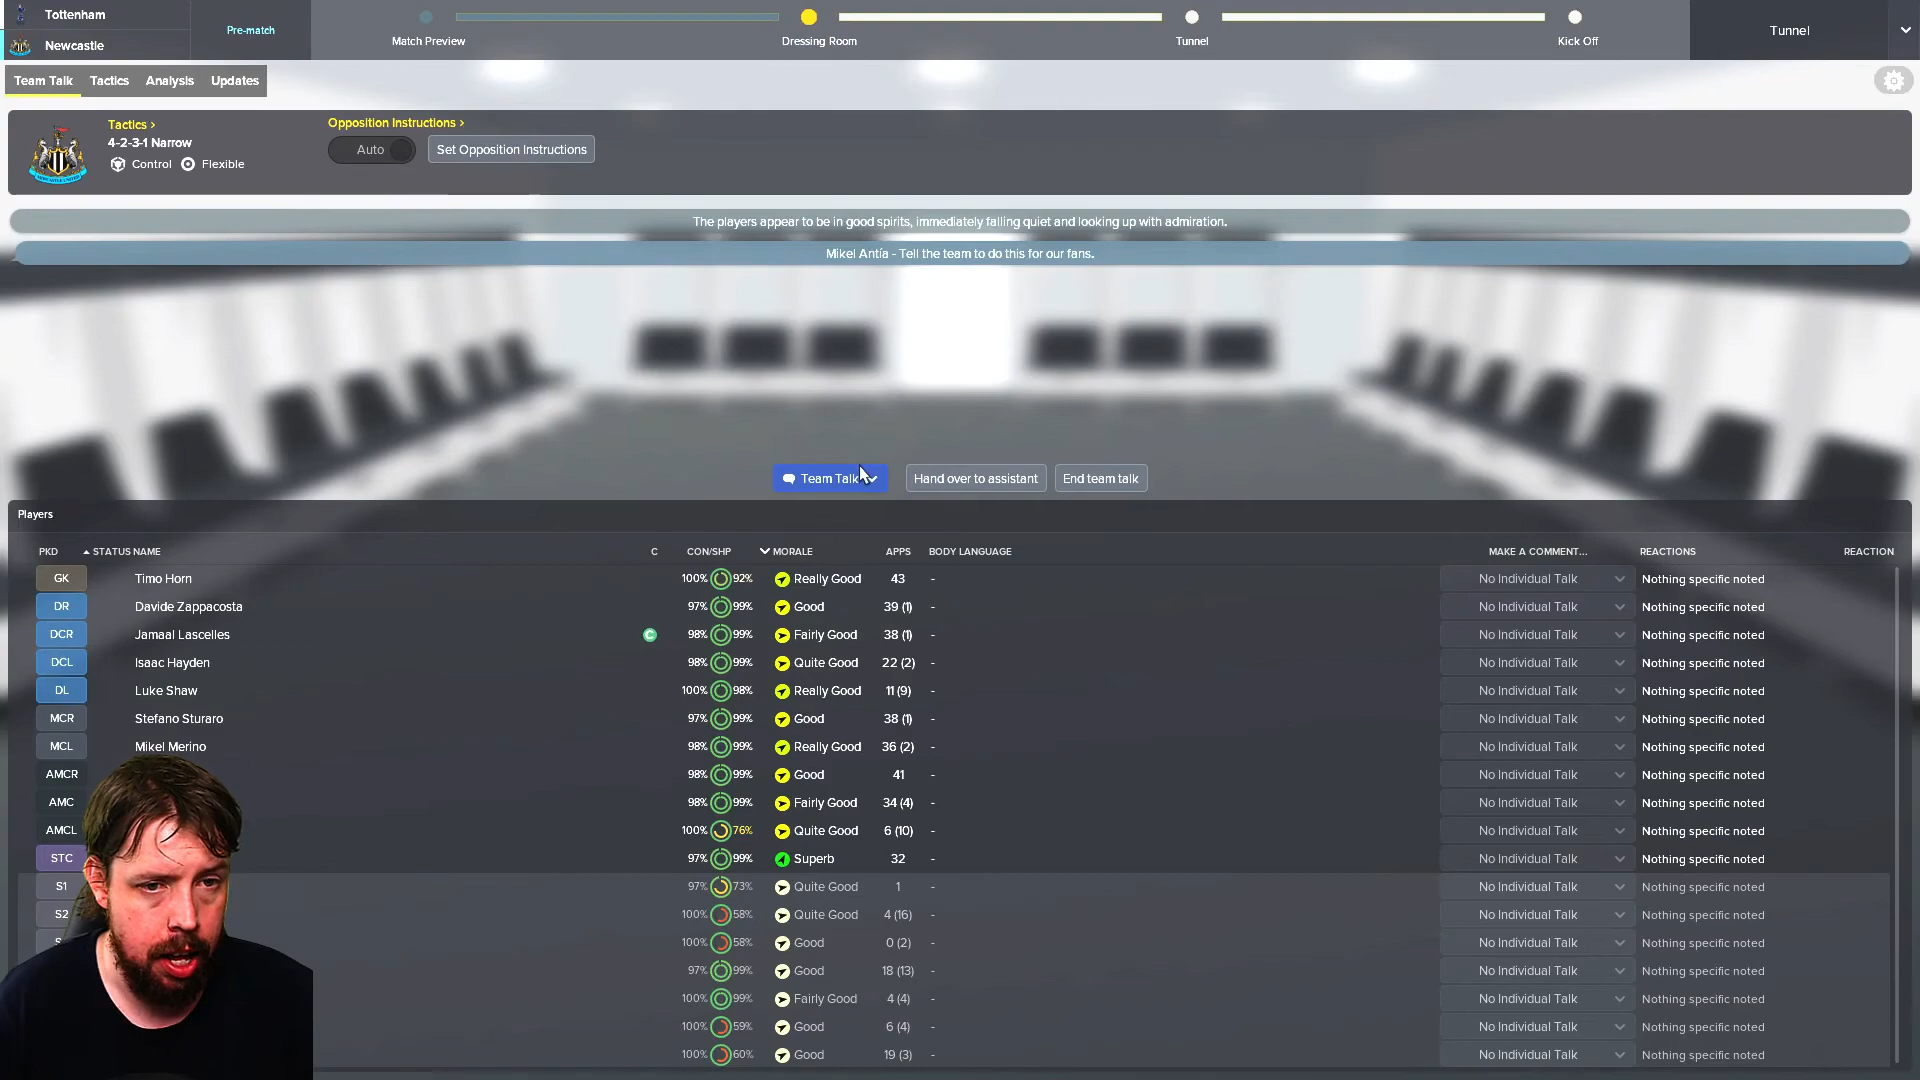 Tottenham
Newcastle
Pre-match
Match Preview
Dressing Room
Tunnel
Kick Off
Tunnel
Team Talk Tactics Analysis Updates
Tactics >
4-2-3-1 Narrow
Control Flexible
Opposition Instructions >
Auto
Set Opposition Instructions
The players appear to be in good spirits, immediately falling quiet and looking up with admiration.
Mikel Antía - Tell the team to do this for our fans.
Team Talk Hand over to assistant End team talk
Players
PKD STATUS NAME C CON/SHP MORALE APPS BODY LANGUAGE MAKE A COMMENT... REACTIONS REACTION
GK Timo Horn 100% 92% Really Good 43 - No Individual Talk Nothing specific noted
DR Davide Zappacosta 97% 99% Good 39 (1) - No Individual Talk Nothing specific noted
DCR Jamaal Lascelles C 98% 99% Fairly Good 38 (1) - No Individual Talk Nothing specific noted
DCL Isaac Hayden 98% 99% Quite Good 22 (2) - No Individual Talk Nothing specific noted
DL Luke Shaw 100% 98% Really Good 11 (9) - No Individual Talk Nothing specific noted
MCR Stefano Sturaro 97% 99% Good 38 (1) - No Individual Talk Nothing specific noted
MCL Mikel Merino 98% 99% Really Good 36 (2) - No Individual Talk Nothing specific noted
AMCR 98% 99% Good 41 - No Individual Talk Nothing specific noted
AMC 98% 99% Fairly Good 34 (4) - No Individual Talk Nothing specific noted
AMCL 100% 76% Quite Good 6 (10) - No Individual Talk Nothing specific noted
STC 97% 99% Superb 32 - No Individual Talk Nothing specific noted
S1 97% 73% Quite Good 1 - No Individual Talk Nothing specific noted
S2 100% 58% Quite Good 4 (16) - No Individual Talk Nothing specific noted
100% 58% Good 0 (2) - No Individual Talk Nothing specific noted
97% 99% Good 18 (13) - No Individual Talk Nothing specific noted
100% 99% Fairly Good 4 (4) - No Individual Talk Nothing specific noted
100% 59% Good 6 (4) - No Individual Talk Nothing specific noted
100% 60% Good 19 (3) - No Individual Talk Nothing specific noted